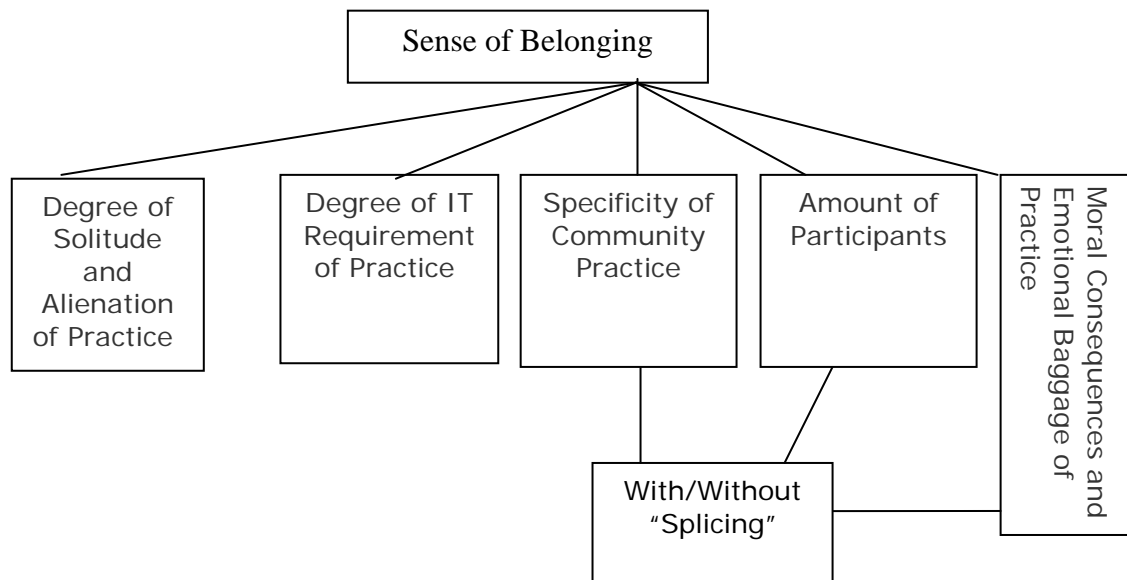 Sense of Belonging
Degree of
Solitude
and
Alienation
of Practice
Degree of IT
Requirement
of Practice
Specificity of
Community
Practice
Amount of
Participants
Moral Consequences and
Emotional Baggage of
Practice
With/Without
“Splicing”